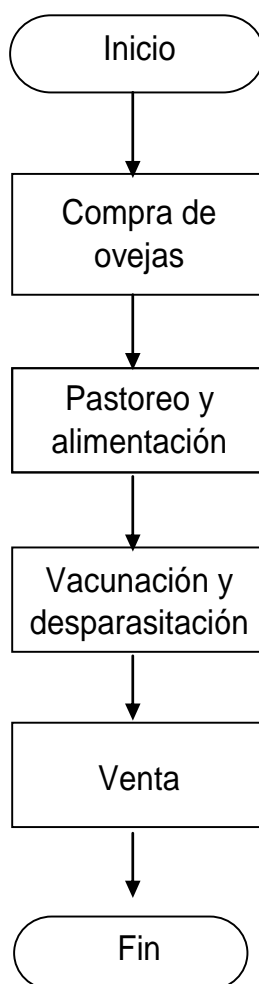 Inicio
Compra de
ovejas
Pastoreo y
alimentación
Vacunación y
desparasitación
Venta
Fin